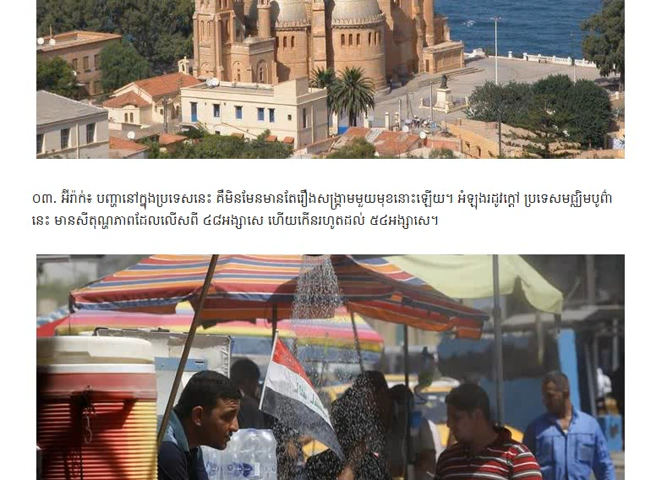 ០៣. អ៊ីរ៉ាក់៖ បញ្ហានៅក្នុងប្រទេសនេះ គឺមិនមែនមានតែរឿងសង្គ្រាមមួយមុខនោះឡើយ។ អំឡុងរដូវក្តៅ ប្រទេសមជ្ឈិមបូព៌ា
នេះ មានសីតុណ្ហភាពដែលលើសពី ៤៨អង្សាសេ ហើយកើនរហូតដល់ ៥៤អង្សាសេ។